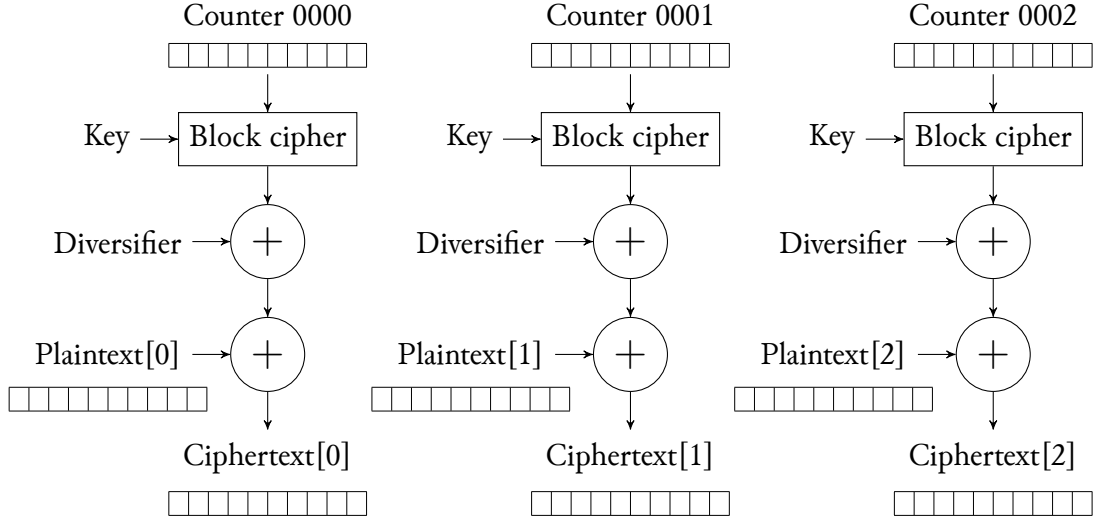 Counter 0000 Counter 0001 Counter 0002
Key Block cipher Key Block cipher Key Block cipher
Diversifier + Diversifier + Diversifier +
Plaintext[0] + Plaintext[1] + Plaintext[2] +
Ciphertext[0] Ciphertext[1] Ciphertext[2]